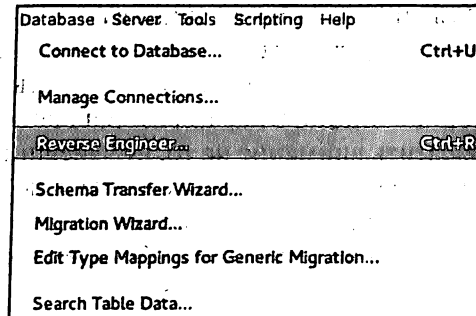 Database Server Tools Scripting Help
Connect to Database... Ctrl+U
Manage Connections...
Reverse Engineer... Ctrl+R
Schema Transfer Wizard...
Migration Wizard...
Edit Type Mappings for Generic Migration...
Search Table Data...